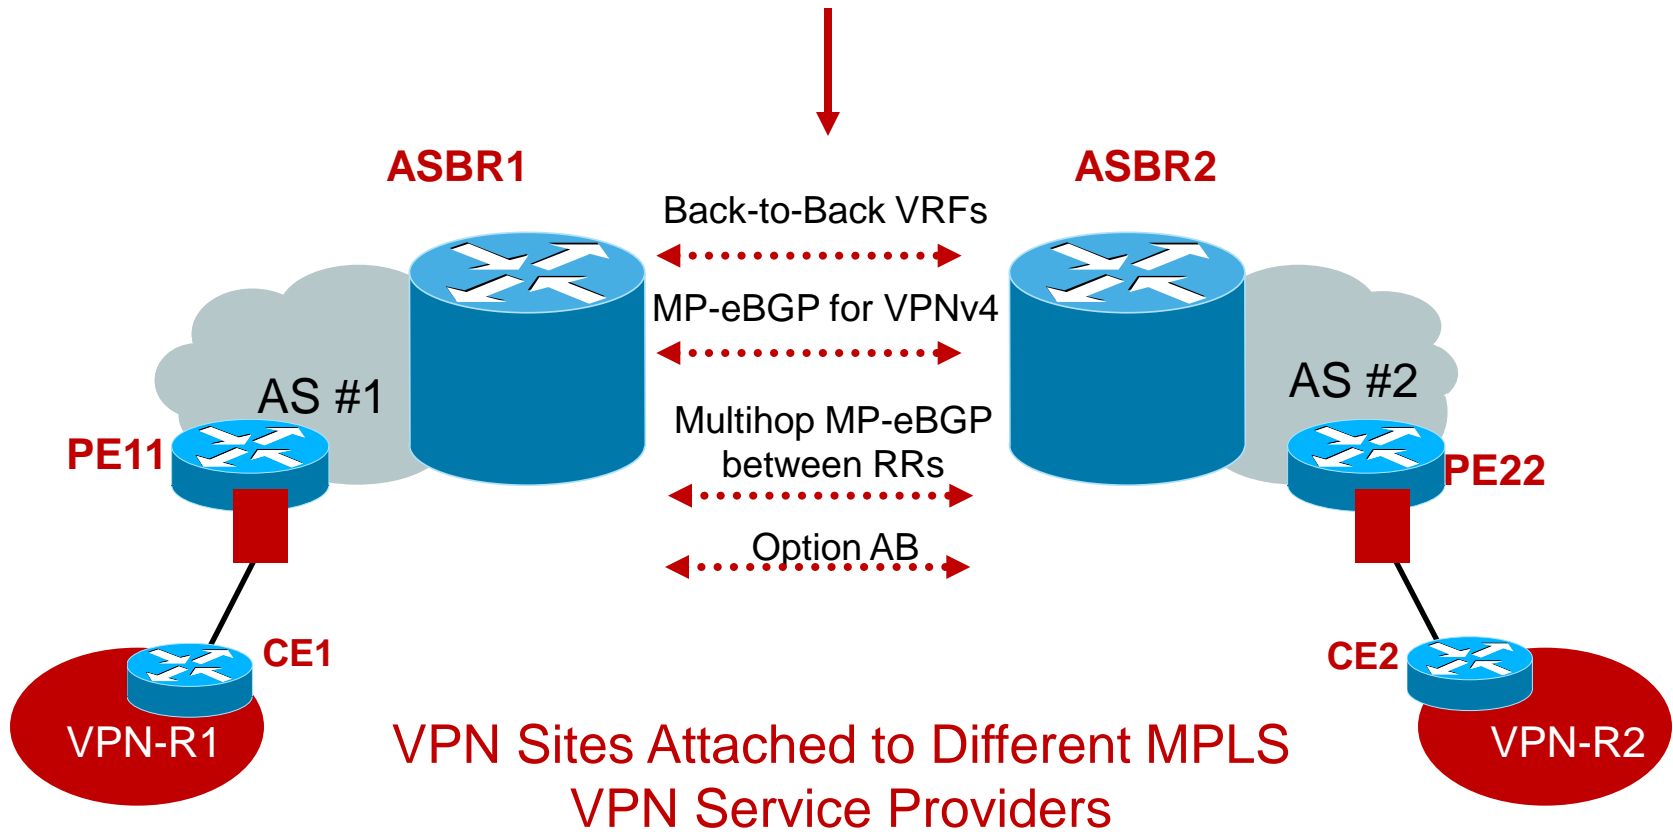 ASBR1
ASBR2
Back-to-Back VRFs
MP-eBGP for VPNv4
AS #1
AS #2
Multihop MP-eBGP
between RRs
PE11
PE22
Option AB
CE1
CE2
VPN-R1
VPN-R2
VPN Sites Attached to Different MPLS
VPN Service Providers